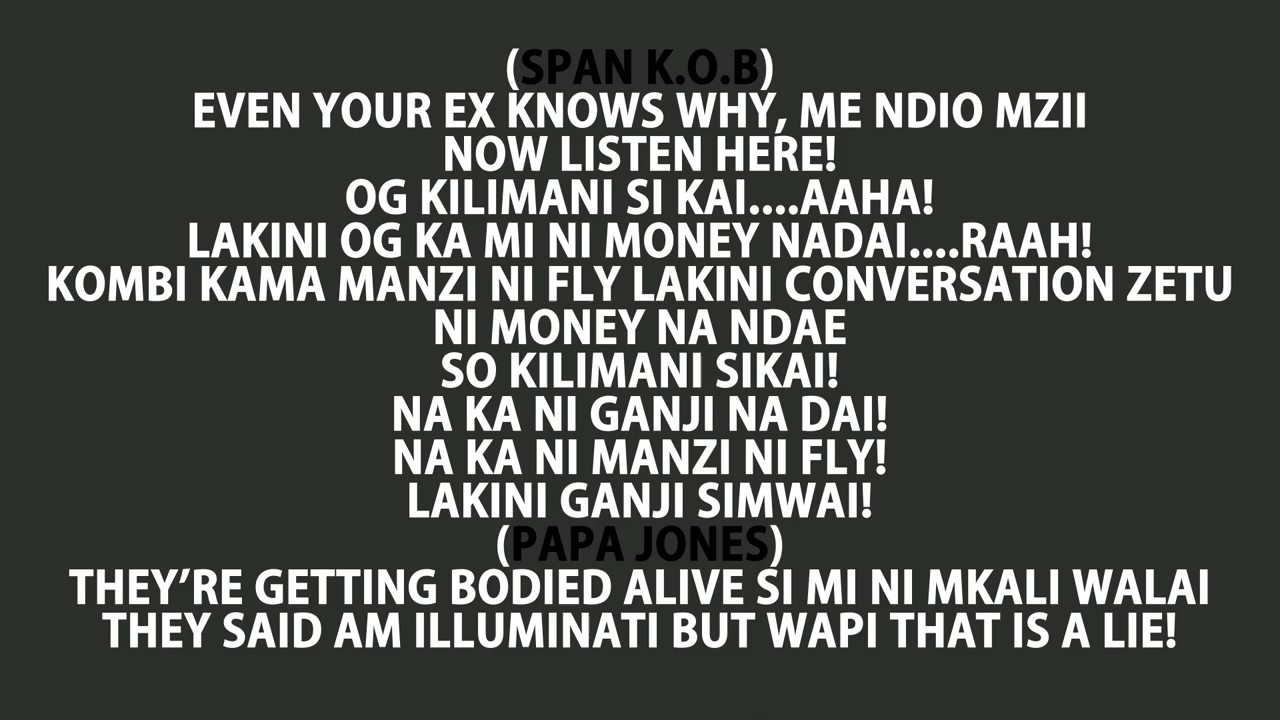 (SPAN K.O.B)
EVEN YOUR EX KNOWS WHY, ME NDIO MZII
NOW LISTEN HERE!
OG KILIMANI SI KAI....AAHA!
LAKINI OG KA MI NI MONEY NADAI....RAAH!
KOMBI KAMA MANZI NI FLY LAKINI CONVERSATION ZETU
NI MONEY NA NDAE
SO KILIMANI SIKAI!
NA KA NI GANJI NA DAI!
NA KA NI MANZI NI FLY!
LAKINI GANJI SIMWAI!
(PAPA JONES)
THEY’RE GETTING BODIED ALIVE SI MI NI MKALI WALAI
THEY SAID AM ILLUMINATI BUT WAPI THAT IS A LIE!